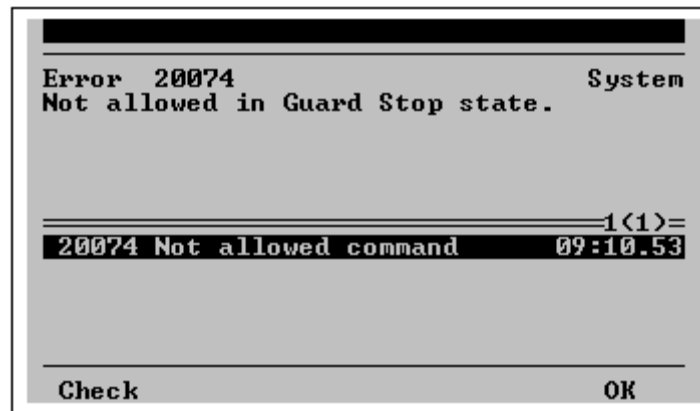 Error 20074 System
Not allowed in Guard Stop state.
1(1)
20074 Not allowed command 09:10.53
Check OK